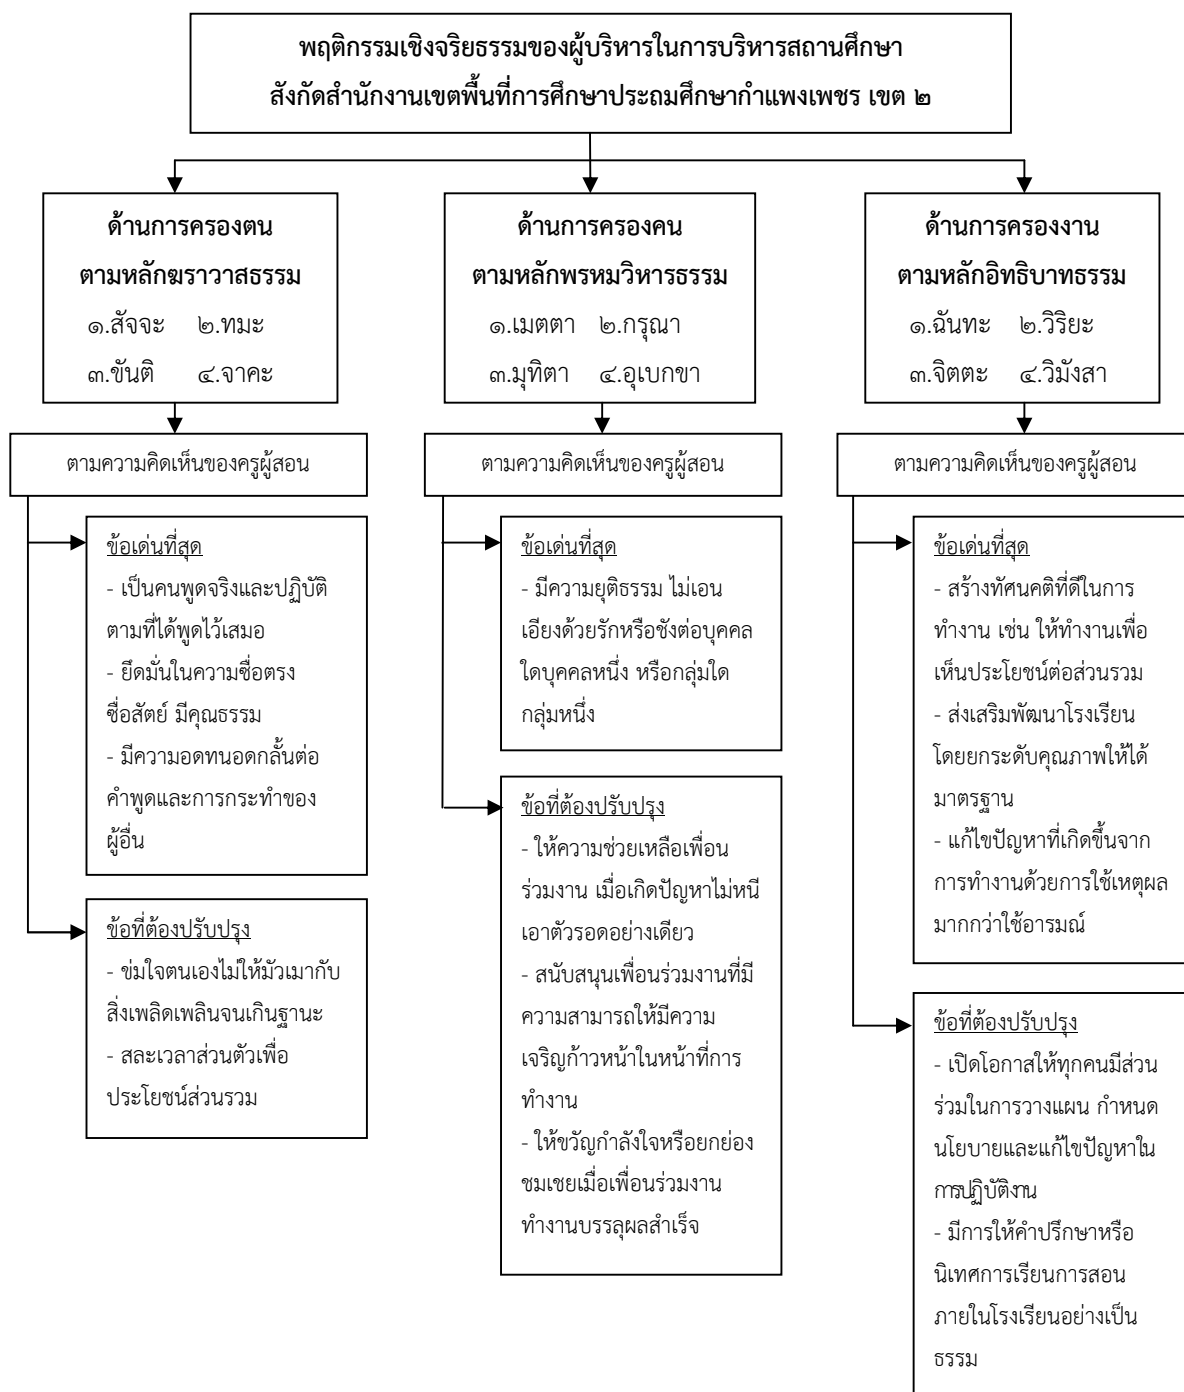 พฤติกรรมเชิงจริยธรรมของผู้บริหารในการบริหารสถานศึกษา
สังกัดสำนักงานเขตพื้นที่การศึกษาประถมศึกษากำแพงเพชร เขต ๒
ด้านการครองตน
ตามหลักฆราวาสธรรม
๑.สัจจะ ๒.ทมะ
๓.ขันติ ๔.จาคะ
ตามความคิดเห็นของครูผู้สอน
ข้อเด่นที่สุด
- เป็นคนพูดจริงและปฏิบัติ
ตามที่ได้พูดไว้เสมอ
- ยึดมั่นในความซื่อตรง
ซื่อสัตย์ มีคุณธรรม
- มีความอดทนอดกลั้นต่อ
คำพูดและการกระทำของ
ผู้อื่น
ข้อที่ต้องปรับปรุง
- ข่มใจตนเองไม่ให้มัวเมากับ
สิ่งเพลิดเพลินจนเกินฐานะ
- สละเวลาส่วนตัวเพื่อ
ประโยชน์ส่วนรวม
ด้านการครองคน
ตามหลักพรหมวิหารธรรม
๑.เมตตา ๒.กรุณา
๓.มุทิตา ๔.อุเบกขา
ตามความคิดเห็นของครูผู้สอน
ข้อเด่นที่สุด
- มีความยุติธรรม ไม่เอน
เอียงด้วยรักหรือชังต่อบุคคล
ใดบุคคลหนึ่ง หรือกลุ่มใด
กลุ่มหนึ่ง
ข้อที่ต้องปรับปรุง
- ให้ความช่วยเหลือเพื่อน
ร่วมงาน เมื่อเกิดปัญหาไม่หนี
เอาตัวรอดอย่างเดียว
- สนับสนุนเพื่อนร่วมงานที่มี
ความสามารถให้มีความ
เจริญก้าวหน้าในหน้าที่การ
ทำงาน
- ให้ขวัญกำลังใจหรือยกย่อง
ชมเชยเมื่อเพื่อนร่วมงาน
ทำงานบรรลุผลสำเร็จ
ด้านการครองงาน
ตามหลักอิทธิบาทธรรม
๑.ฉันทะ ๒.วิริยะ
๓.จิตตะ ๔.วิมังสา
ตามความคิดเห็นของครูผู้สอน
ข้อเด่นที่สุด
- สร้างทัศนคติที่ดีในการ
ทำงาน เช่น ให้ทำงานเพื่อ
เห็นประโยชน์ต่อส่วนรวม
- ส่งเสริมพัฒนาโรงเรียน
โดยยกระดับคุณภาพให้ได้
มาตรฐาน
- แก้ไขปัญหาที่เกิดขึ้นจาก
การทำงานด้วยการใช้เหตุผล
มากกว่าใช้อารมณ์
ข้อที่ต้องปรับปรุง
- เปิดโอกาสให้ทุกคนมีส่วน
ร่วมในการวางแผน กำหนด
นโยบายและแก้ไขปัญหาใน
การปฏิบัติงาน
- มีการให้คำปรึกษาหรือ
นิเทศการเรียนการสอน
ภายในโรงเรียนอย่างเป็น
ธรรม